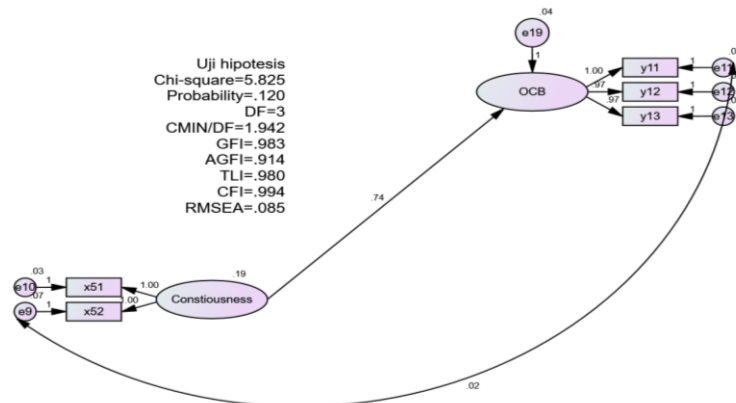 .04
e19
1
Uji hipotesis
Chi-square=5.825
Probability=.120
DF=3
CMIN/DF=1.942
GFI=.983
AGFI=.914
TLI=.980
CFI=.994
RMSEA=.085
OCB
1.00 y11 1 e11
.97 y12 1 e12
.97 y13 1 e13
.74
.03
e10 1 x51 1.00
.07
e9 1 x52 1.00
.19
Constiousness
.02